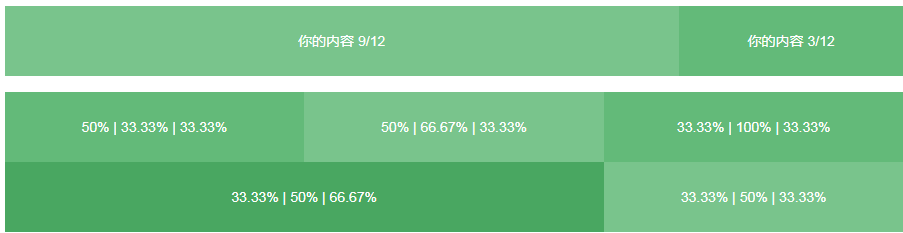 你的内容 9/12
你的内容 3/12
50% | 33.33% | 33.33%
50% | 66.67% | 33.33%
33.33% | 100% | 33.33%
33.33% | 50% | 66.67%
33.33% | 50% | 33.33%